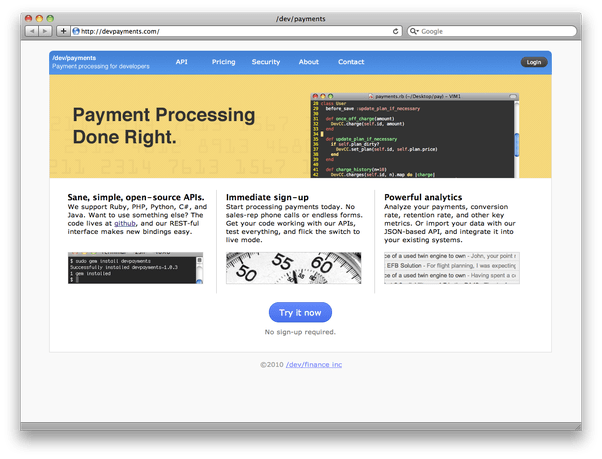 /dev/payments
http://devpayments.com/
Google
/dev/payments
Payment processing for developers
API
Pricing
Security
About
Contact
Login
Payment Processing
Done Right.
payments.rb (~/Desktop/pay) - VIM1
28 class User
29 before_save :update_plan_if_necessary
30
31 def once_off_charge(amount)
32 DevCC.charge(self.id, amount)
33 end
34
35 def update_plan_if_necessary
36 if self.plan_dirty?
37 DevCC.set_plan(self.id, self.plan.price)
38 end
39 end
40
41 def charge_history(n=10)
42 DevCC.charges(self.id, n).map do |charge|
Sane, simple, open-source APIs.
We support Ruby, PHP, Python, C#, and
Java. Want to use something else? The
code lives at github, and our REST-ful
interface makes new bindings easy.
$ sudo gem install devpayments
Successfully installed devpayments-1.0.3
1 gem installed
$
Immediate sign-up
Start processing payments today. No
sales-rep phone calls or endless forms.
Get your code working with our APIs,
test everything, and flick the switch to
live mode.
50
55
60
5
10
Powerful analytics
Analyze your payments, conversion
rate, retention rate, and other key
metrics. Or import your data with our
JSON-based API, and integrate it into
your existing systems.
ce of a used twin engine to own - John, your point
EFB Solution - For flight planning, I was expecting
ce of a used twin engine to own - Having spent a co
Try it now
No sign-up required.
©2010 /dev/finance inc